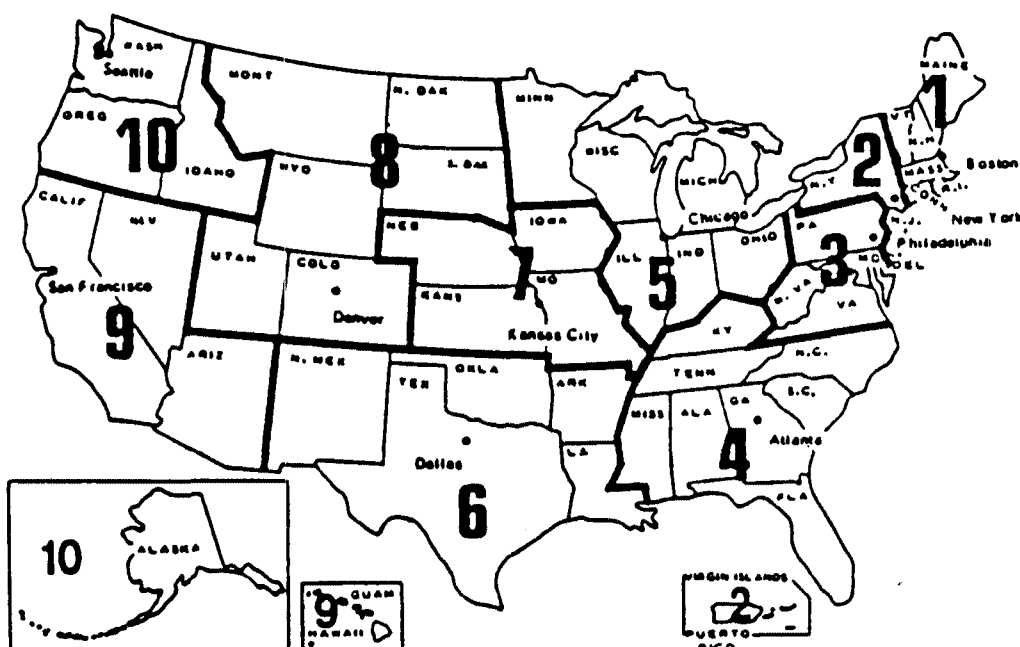 WASH
Seattle
OREG
10
IDAHO
MONT
N. DAK
8
S. DAK
WYO
MINN
WISC
MICH
Chicago
MAINE
1
VT
N.H
2
N.Y
MASS
Boston
R.I.
CONN
New York
N.J.
PA
Philadelphia
3
MD
DEL
W. VA
VA
CALIF
NEV
San Francisco
9
UTAH
COLO
Denver
NEB
IOWA
7
KANS
MO
Kansas City
ILL
5
IND
OHIO
KY
ARIZ
N. MEX
TEX
OKLA
ARK
Dallas
6
LA
TENN
N.C.
S.C.
MISS
ALA
GA
4
Atlanta
FLA
10
ALASKA
9
GUAM
HAWAII
VIRGIN ISLANDS
2
PUERTO
RICO